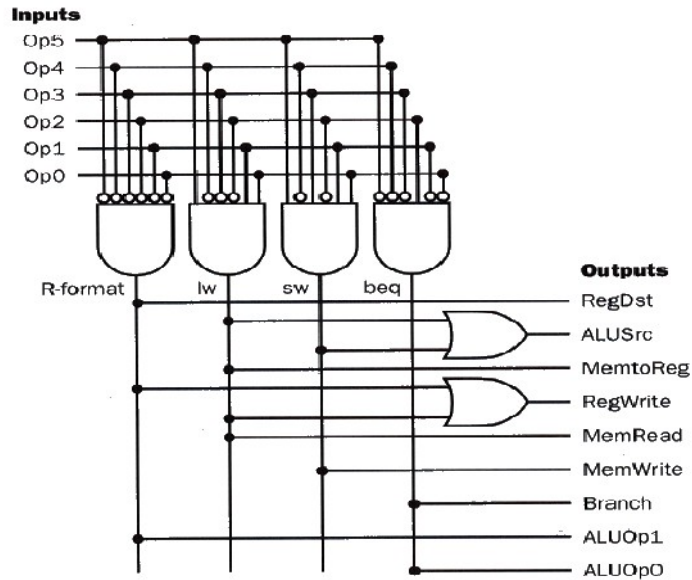 Inputs
Op5
Op4
Op3
Op2
Op1
Op0
R-format
lw
sw
beq
Outputs
RegDst
ALUSrc
MemtoReg
RegWrite
MemRead
MemWrite
Branch
ALUOp1
ALUOp0